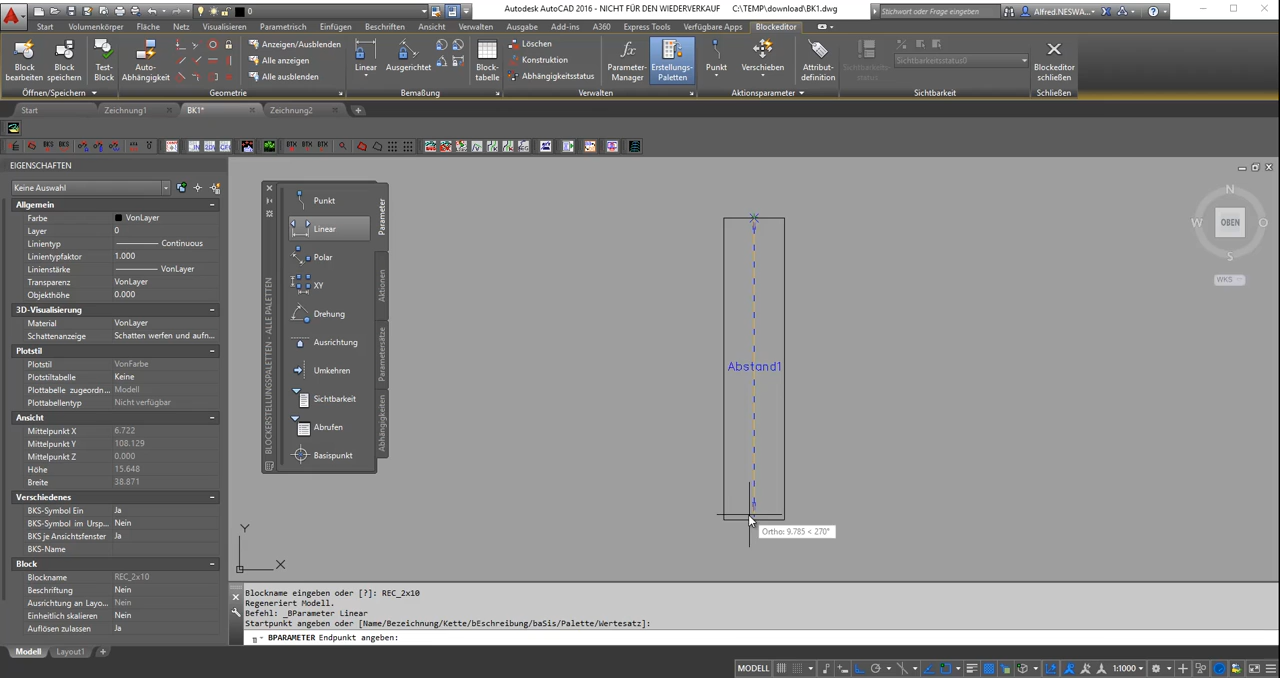 Autodesk AutoCAD 2016 - NICHT FÜR DEN WIEDERVERKAUF C:\TEMP\download\BK1.dwg
Stichwort oder Frage eingeben
Alfred.NESWA...
0
Start Volumenkörper Fläche Netz Visualisieren Parametrisch Einfügen Beschriften Ansicht Verwalten Ausgabe Add-Ins A360 Express Tools Verfügbare Apps Blockeditor
Block bearbeiten
Block speichern
Test-Block
Auto-Abhängigkeit
Anzeigen/Ausblenden
Alle anzeigen
Alle ausblenden
Linear
Ausgerichtet
Block-tabelle
Löschen
Konstruktion
Abhängigkeitsstatus
Parameter-Manager
Erstellungs-Paletten
Punkt
Verschieben
Attribut-definition
Sichtbarkeits-status
Sichtbarkeitsstatus0
Blockeditor schließen
Öffnen/Speichern
Geometrie
Bemaßung
Verwalten
Aktionsparameter
Sichtbarkeit
Schließen
Start Zeichnung1 BK1* Zeichnung2
EIGENSCHAFTEN
Keine Auswahl
Allgemein
Farbe VonLayer
Layer 0
Linientyp Continuous
Linientypfaktor 1.000
Linienstärke VonLayer
Transparenz VonLayer
Objekthöhe 0.000
3D-Visualisierung
Material VonLayer
Schattenanzeige Schatten werfen und aufn...
Plotstil
Plotstil VonFarbe
Plotstiltabelle Keine
Plottabelle zugeordn... Modell
Plottabellentyp Nicht verfügbar
Ansicht
Mittelpunkt X 6.722
Mittelpunkt Y 108.129
Mittelpunkt Z 0.000
Höhe 15.648
Breite 38.871
Verschiedenes
BKS-Symbol Ein Ja
BKS-Symbol im Ursp... Nein
BKS je Ansichtsfenster Ja
BKS-Name
Block
Blockname REC_2x10
Beschriftung Nein
Ausrichtung an Layo... Nein
Einheitlich skalieren Nein
Auflösen zulassen Ja
BLOCKERSTELLUNGSPALETTEN - ALLE PALETTEN
Punkt
Linear
Polar
XY
Drehung
Ausrichtung
Umkehren
Sichtbarkeit
Abrufen
Basispunkt
Parameter
Aktionen
Parametersätze
Abhängigkeiten
Abstand1
Ortho: 9.785 < 270°
N
W OBEN O
S
WKS
Y
X
Blockname eingeben oder [?]: REC_2x10
Regeneriert Modell.
Befehl: _BParameter Linear
Startpunkt angeben oder [Name/Bezeichnung/Kette/bEschreibung/baSis/Palette/Wertesatz]:
BPARAMETER Endpunkt angeben:
Modell Layout1
MODELL
1:1000